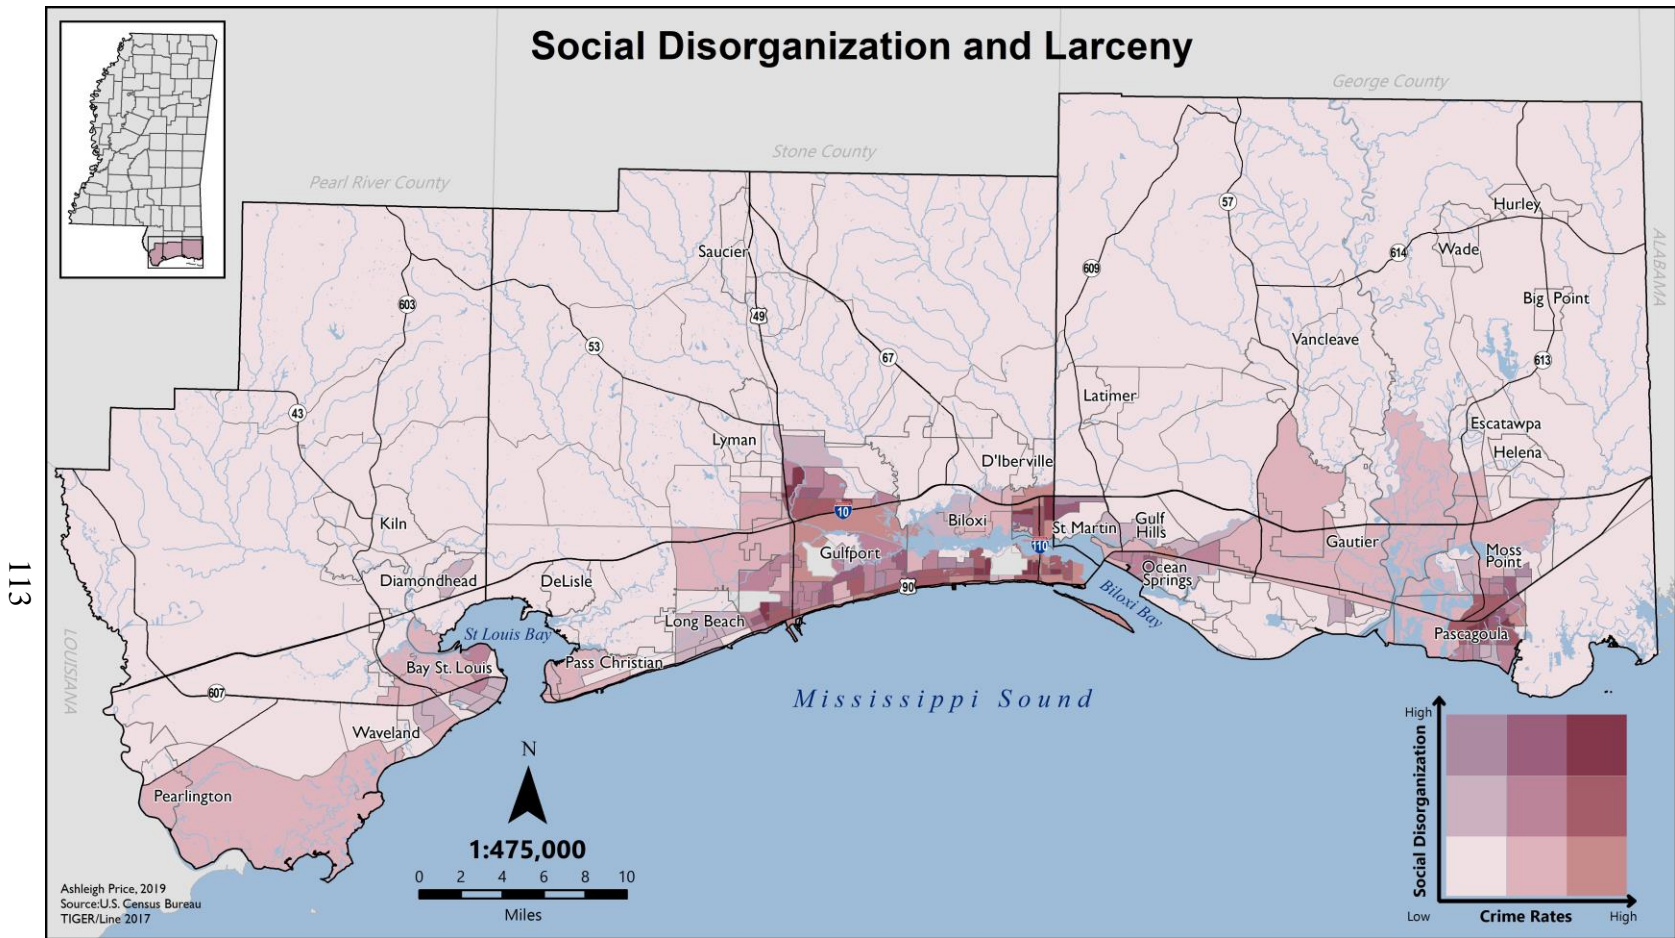 Social Disorganization and Larceny
George County
Stone County
Pearl River County
57
Hurley
ALABAMA
Saucier
614
Wade
609
603
Big Point
49
Vancleave
53
67
613
Latimer
43
Escatawpa
Lyman
Helena
D'Iberville
10
Kiln
Biloxi
St Martin
Gulf
Hills
110
Gautier
Gulfport
Moss
Point
113
Diamondhead
DeLisle
90
Ocean
Springs
Biloxi Bay
Long Beach
St Louis Bay
Pascagoula
LOUISIANA
Bay St. Louis
Pass Christian
607
Mississippi Sound
Waveland
N
Pearlington
1:475,000
0 2 4 6 8 10
Miles
Ashleigh Price, 2019
Source:U.S. Census Bureau
TIGER/Line 2017
High
Social Disorganization
Low
Crime Rates
High